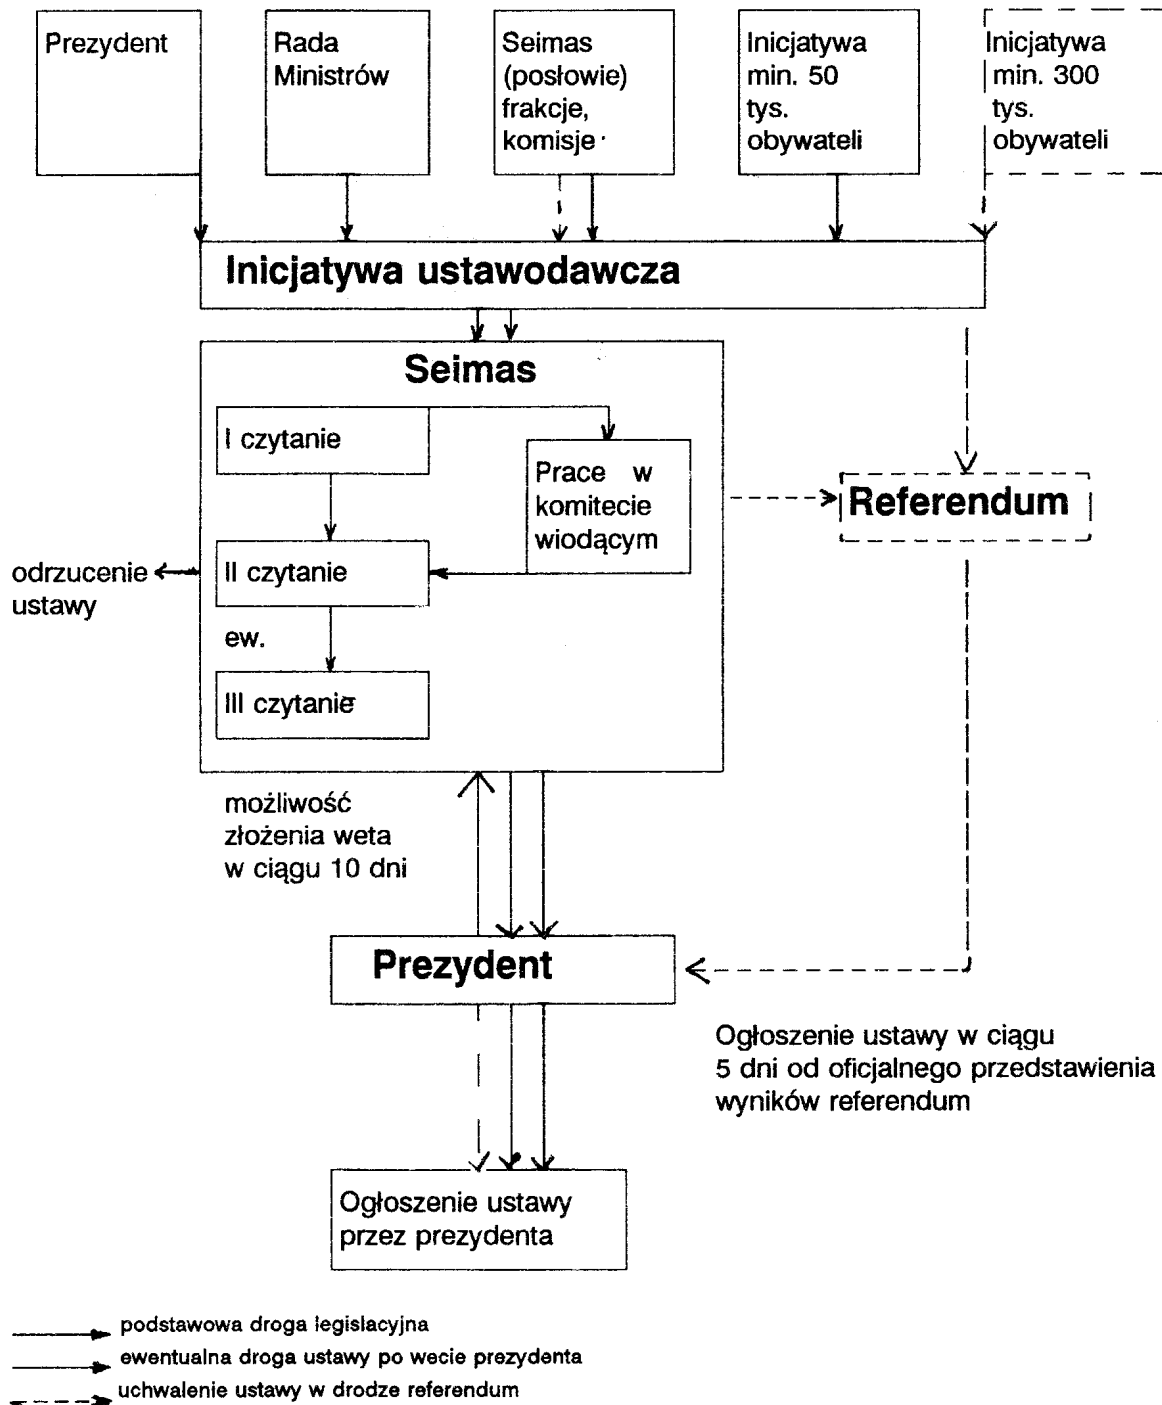 Prezydent
Rada
Ministrów
Seimas
(posłowie)
frakcje,
komisje
Inicjatywa
min. 50
tys.
obywateli
Inicjatywa
min. 300
tys.
obywateli
Inicjatywa ustawodawcza
Seimas
I czytanie
Prace w
komitecie
wiodącym
Referendum
II czytanie
odrzucenie
ustawy
ew.
III czytanie
możliwość
złożenia weta
w ciągu 10 dni
Prezydent
Ogłoszenie ustawy w ciągu
5 dni od oficjalnego przedstawienia
wyników referendum
Ogłoszenie ustawy
przez prezydenta
podstawowa droga legislacyjna
ewentualna droga ustawy po wecie prezydenta
uchwalenie ustawy w drodze referendum